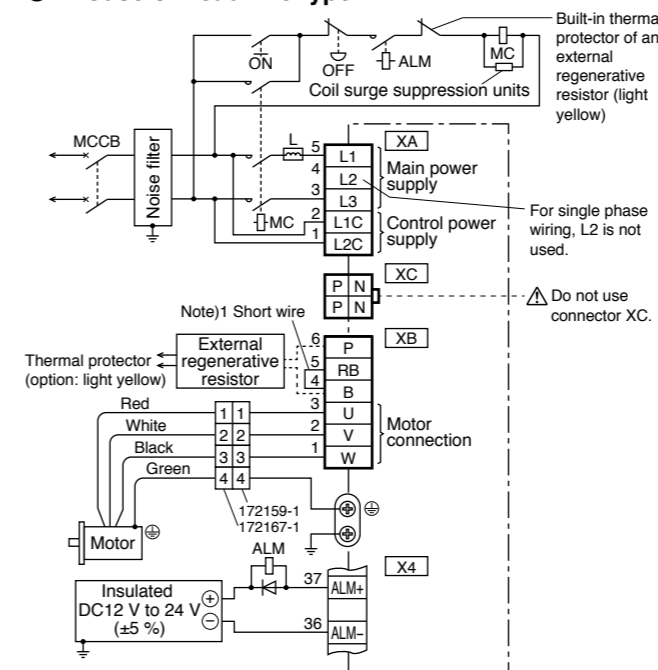 Built-in therma
protector of an
external
regenerative
resistor (light
yellow)
ON
OFF
ALM
MC
Coil surge suppression units
MCCB
Noise filter
L
MC
XA
5 L1
4 L2
3 L3
2 L1C
1 L2C
Main power
supply
Control power
supply
For single phase
wiring, L2 is not
used.
XC
P N
P N
Do not use
connector XC.
Note)1 Short wire
XB
External
regenerative
resistor
Thermal protector
(option: light yellow)
6 P
5 RB
4 B
3 U
2 V
1 W
Motor
connection
Red
White
Black
Green
1 1
2 2
3 3
4 4
172159-1
172167-1
Motor
ALM
X4
37 ALM+
36 ALM−
Insulated
DC12 V to 24 V
(±5 %)
+
−